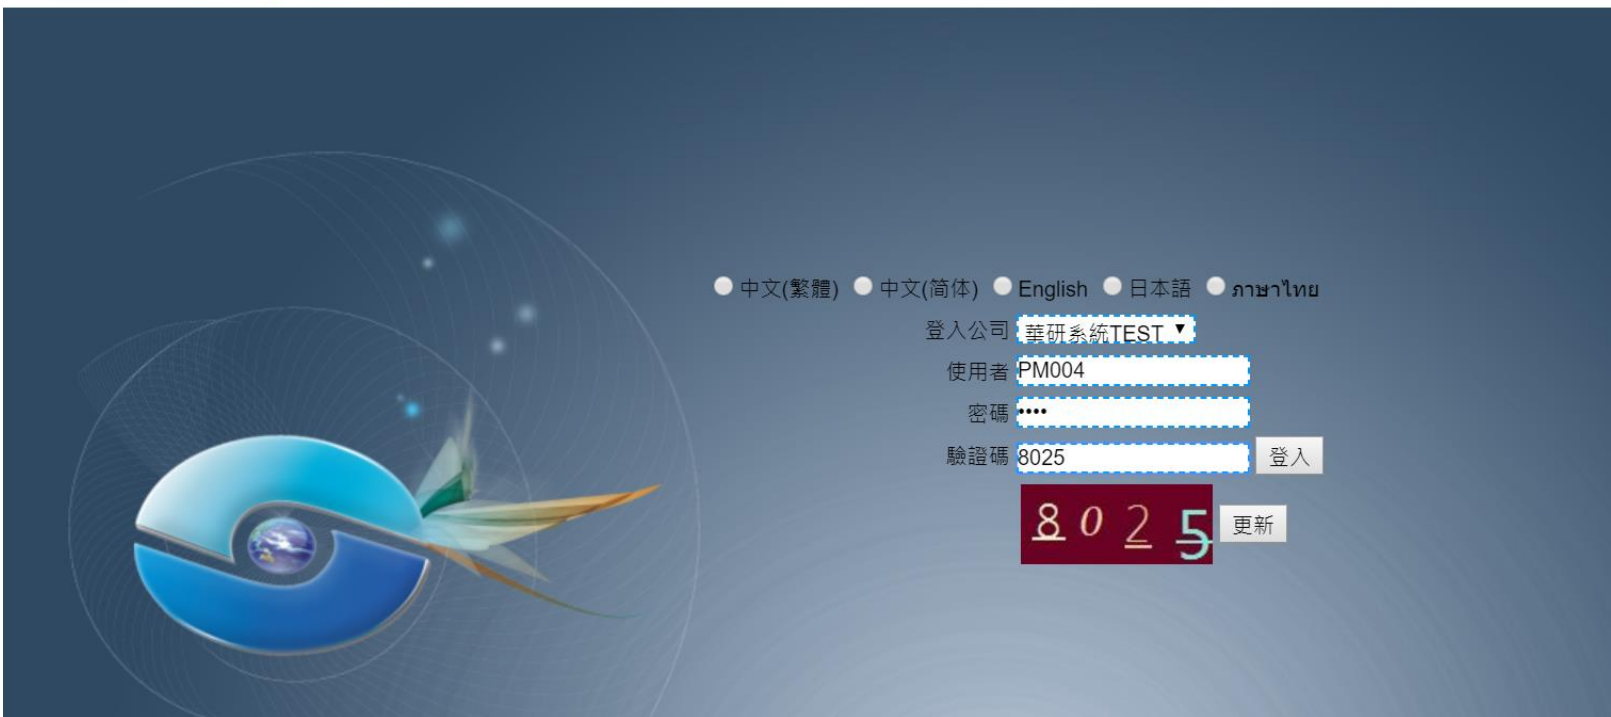 中文(繁體) 中文(简体) English 日本語 ภาษาไทย
登入公司 華研系統TEST
使用者 PM004
密碼 ••••
驗證碼 8025 登入
8025 更新